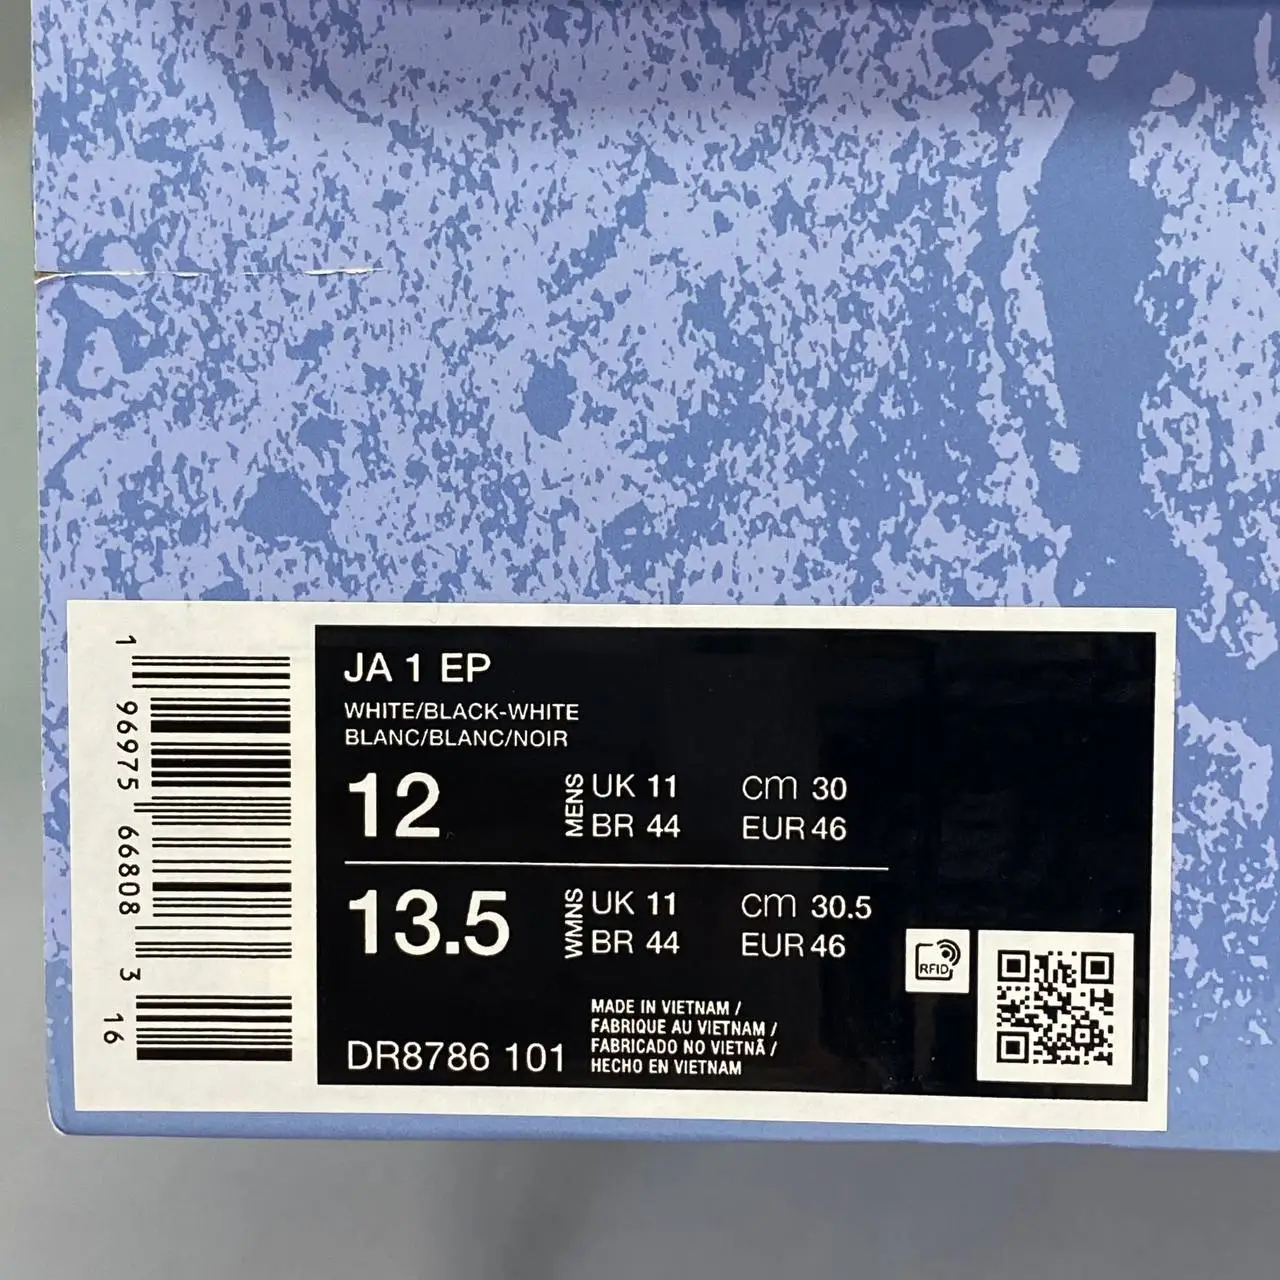 JA 1 EP
WHITE/BLACK-WHITE
BLANC/BLANC/NOIR
12
MENS
UK 11
cm 30
BR 44
EUR 46
13.5
WMNS
UK 11
cm 30.5
BR 44
EUR 46
RFID
MADE IN VIETNAM /
FABRIQUE AU VIETNAM /
FABRICADO NO VIETNÃ /
HECHO EN VIETNAM
DR8786 101
1 96975 66808 3 16